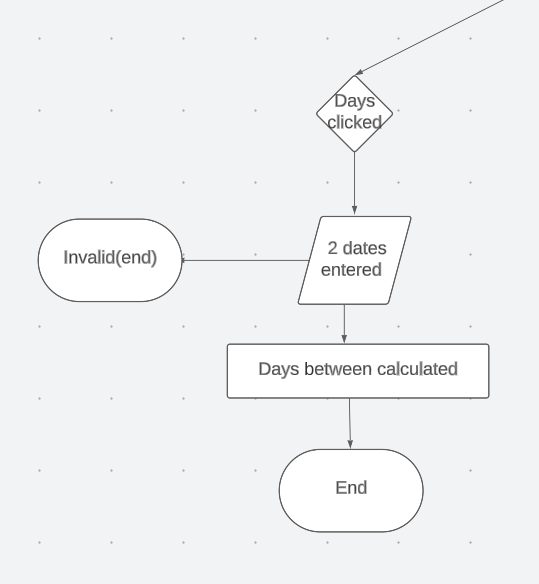 Days
clicked
2 dates
entered
Invalid(end)
Days between calculated
End